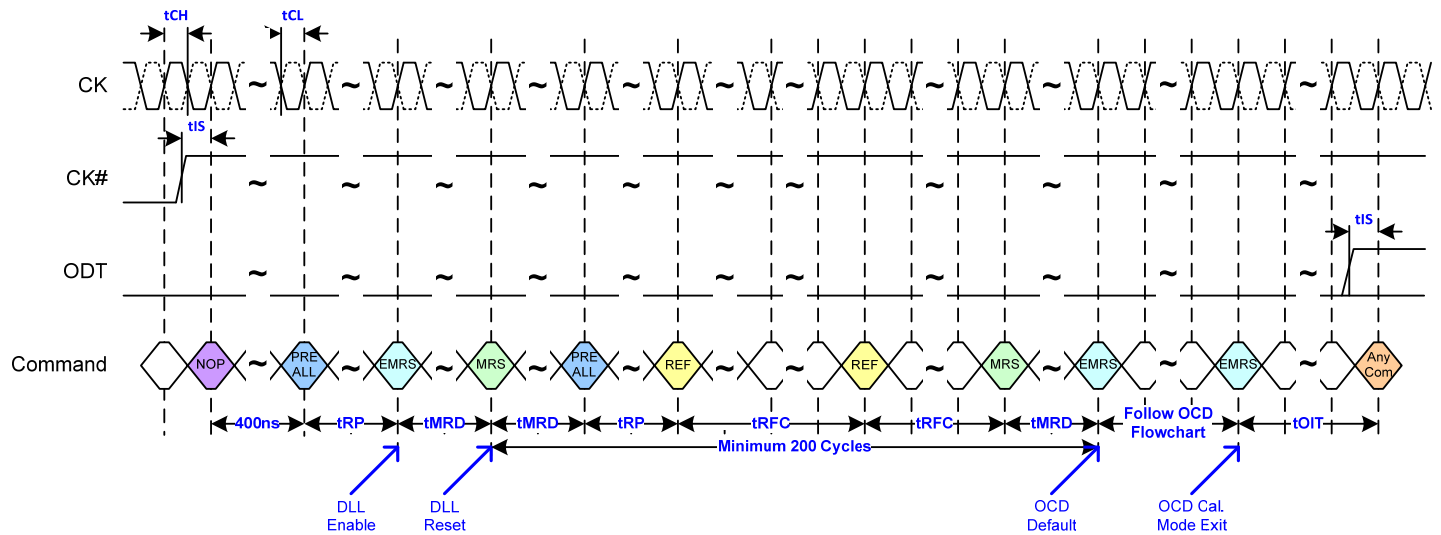 tCH
tCL
CK
tIS
CK#
tIS
ODT
Command
NOP
PRE
ALL
EMRS
MRS
PRE
ALL
REF
REF
MRS
EMRS
EMRS
Any
Com
400ns
tRP
tMRD
tMRD
tRP
tRFC
tRFC
tMRD
Follow OCD
Flowchart
tOIT
Minimum 200 Cycles
DLL
Enable
DLL
Reset
OCD
Default
OCD Cal.
Mode Exit